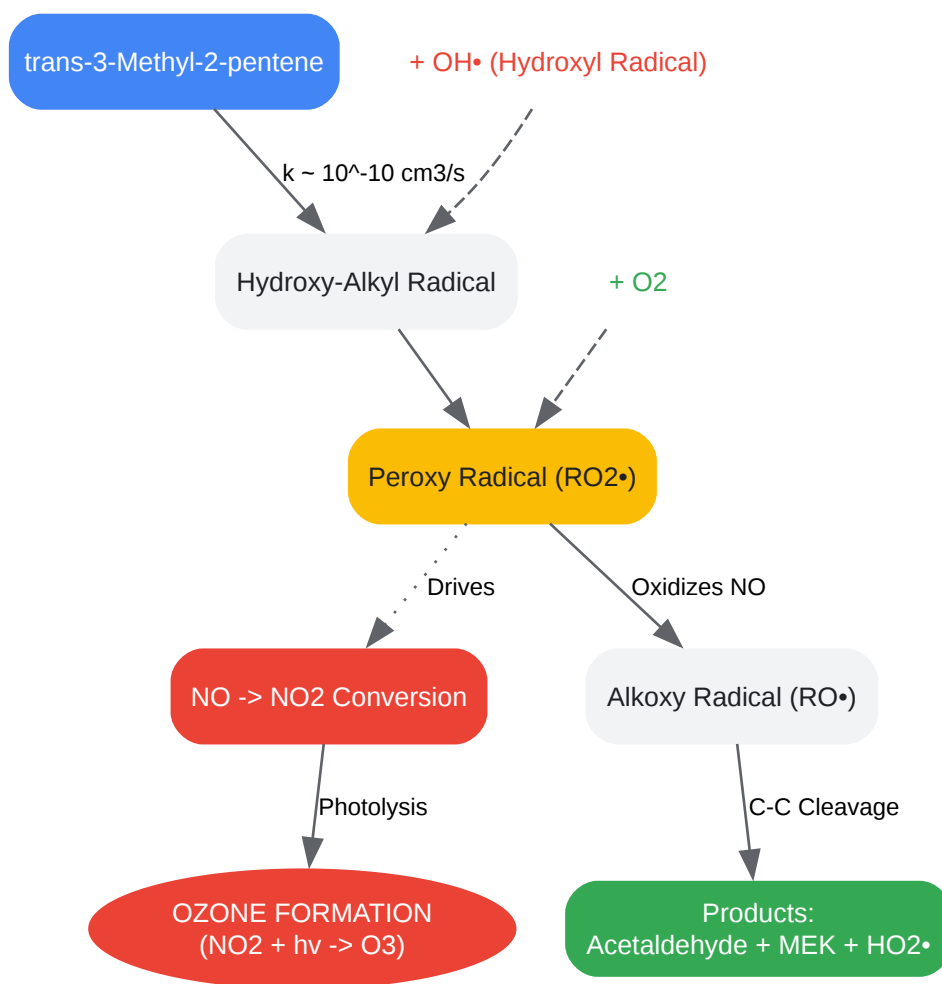 trans-3-Methyl-2-pentene
+ OH• (Hydroxyl Radical)
k ~ 10^-10 cm3/s
Hydroxy-Alkyl Radical
+ O2
Peroxy Radical (RO2•)
Drives
Oxidizes NO
NO -> NO2 Conversion
Alkoxy Radical (RO•)
Photolysis
C-C Cleavage
OZONE FORMATION
(NO2 + hv -> O3)
Products:
Acetaldehyde + MEK + HO2•